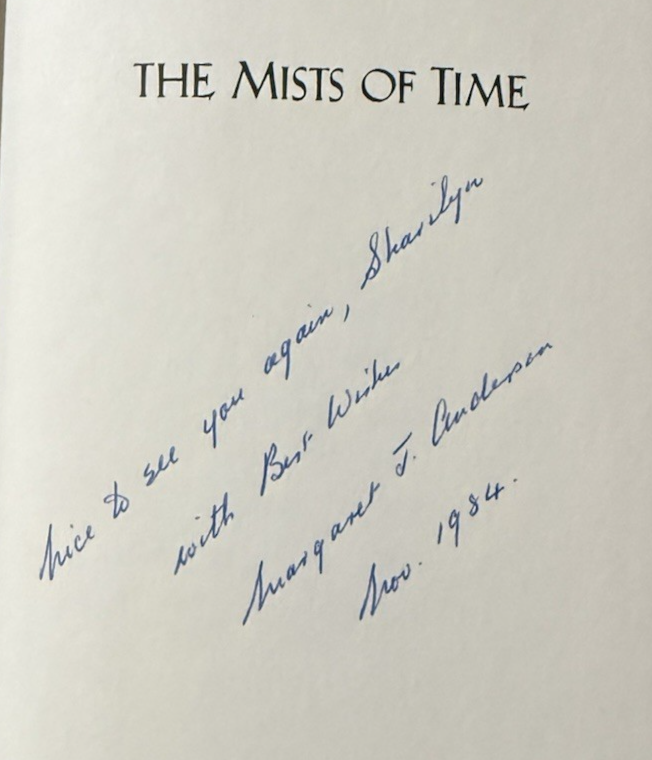 THE MISTS OF TIME
Nice to see you again, Sharilyn
with Best Wishes
Margaret J. Anderson
Nov. 1984.